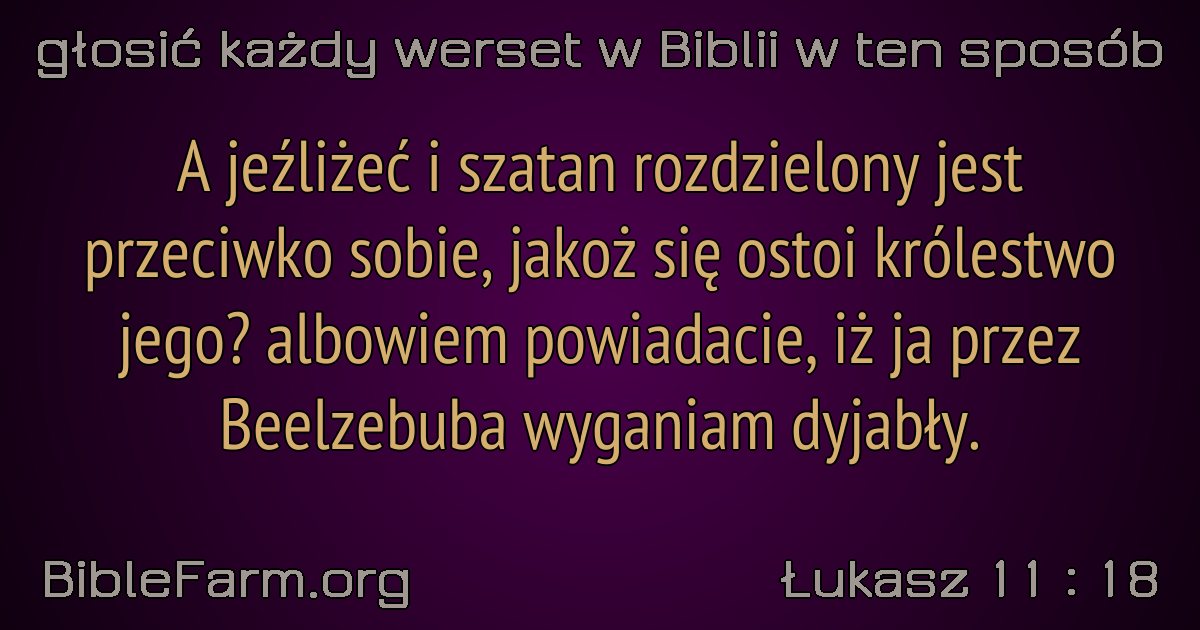 głosić każdy werset w Biblii w ten sposób
A jeźliżeć i szatan rozdzielony jest
przeciwko sobie, jakoż się ostoi królestwo
jego? albowiem powiadacie, iż ja przez
Beelzebuba wyganiam dyjabły.
BibleFarm.org
Łukasz 11 : 18